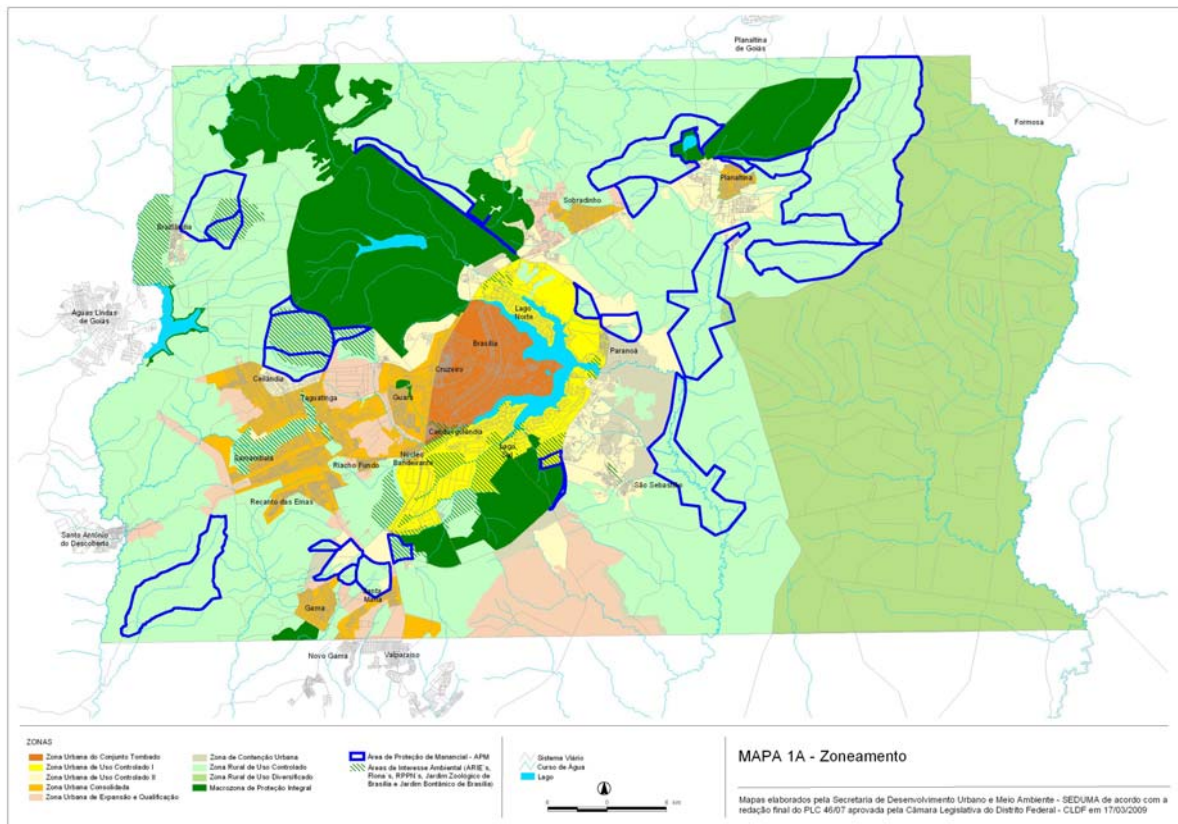 Planaltina
de Goiás
Formosa
Planaltina
Sobradinho
Brazlândia
Águas Lindas
de Goiás
Lago
Norte
Brasília
Paranoá
Cruzeiro
Ceilândia
Taguatinga
Guará
Candangolândia
Lago
Sul
Núcleo
Bandeirante
Samambaia
Riacho Fundo
São Sebastião
Recanto das Emas
Santo Antônio
do Descoberto
Santa
Maria
Gama
Novo Gama
Valparaíso
ZONAS
Zona Urbana do Conjunto Tombado
Zona Urbana de Uso Controlado I
Zona Urbana de Uso Controlado II
Zona Urbana Consolidada
Zona Urbana de Expansão e Qualificação
Zona de Contenção Urbana
Zona Rural de Uso Controlado
Zona Rural de Uso Diversificado
Macrozona de Proteção Integral
Área de Proteção de Manancial - APM
Áreas de Interesse Ambiental (ARIE´s,
Flona´s, RPPN´s, Jardim Zoológico de
Brasília e Jardim Bontânico de Brasília)
Sistema Viário
Curso de Água
Lago
km
MAPA 1A - Zoneamento
Mapas elaborados pela Secretaria de Desenvolvimento Urbano e Meio Ambiente - SEDUMA de acordo com a
redação final do PLC 46/07 aprovada pela Câmara Legislativa do Distrito Federal - CLDF em 17/03/2009